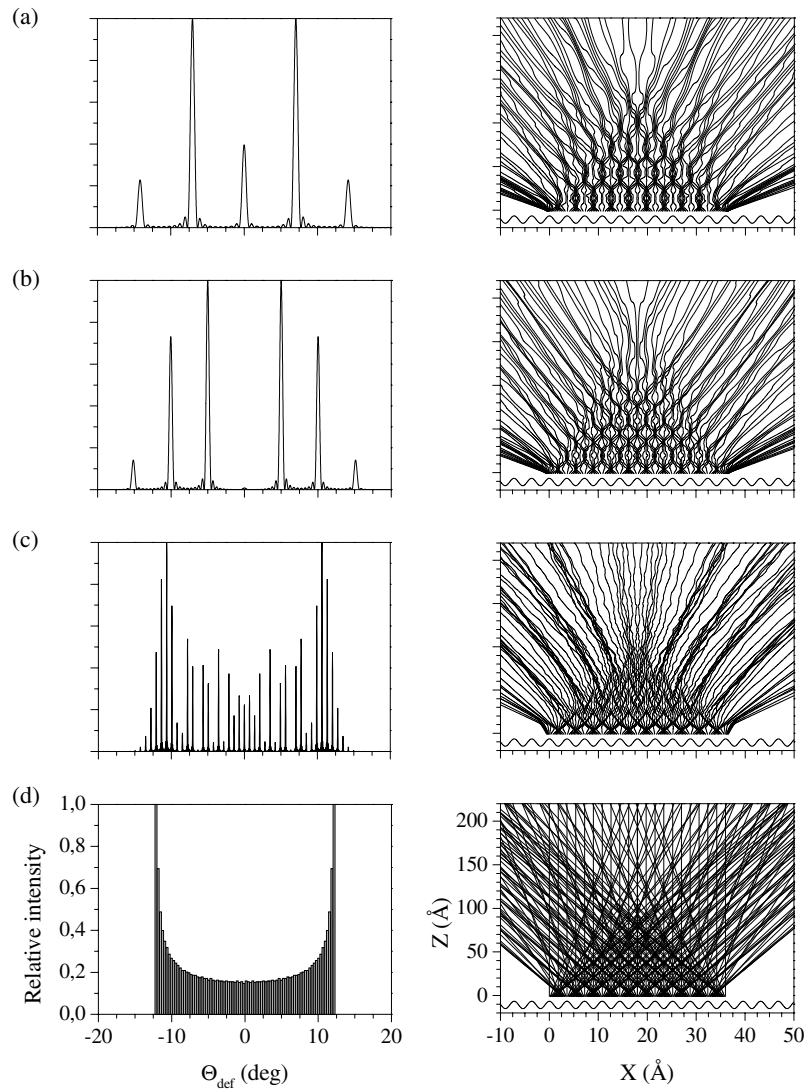 (a)
(b)
(c)
(d)
Relative intensity
1,0
0,8
0,6
0,4
0,2
0,0
-20 -10 0 10 20
Θdef (deg)
Z (Å)
200
150
100
50
0
-10 0 10 20 30 40 50
X (Å)